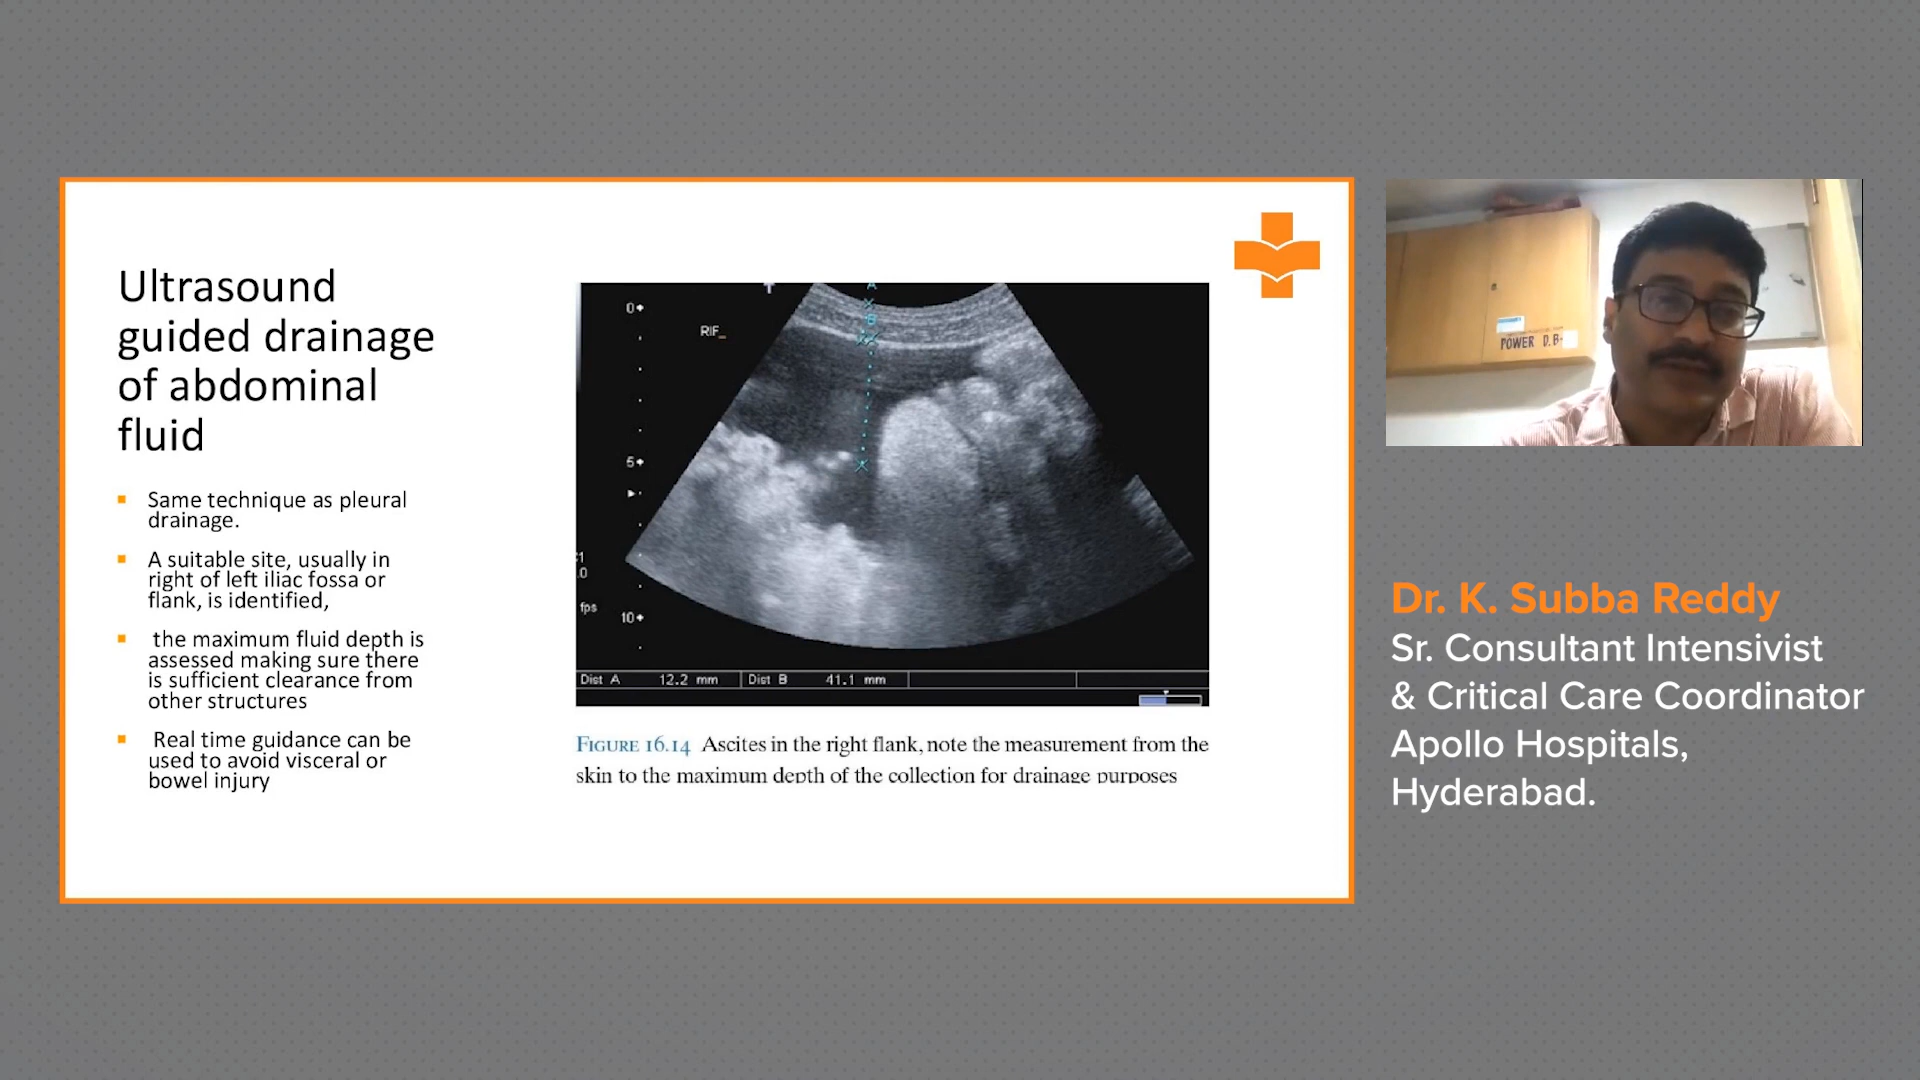 Ultrasound
guided drainage
of abdominal
fluid
Same technique as pleural
drainage.
A suitable site, usually in
right of left iliac fossa or
flank, is identified,
the maximum fluid depth is
assessed making sure there
is sufficient clearance from
other structures
Real time guidance can be
used to avoid visceral or
bowel injury
A
B
0
RIF_
5
:1
.0
fps
10
Dist A 12.2 mm Dist B 41.1 mm
FIGURE 16.14 Ascites in the right flank, note the measurement from the
skin to the maximum depth of the collection for drainage purposes
POWER D.B-
Dr. K. Subba Reddy
Sr. Consultant Intensivist
& Critical Care Coordinator
Apollo Hospitals,
Hyderabad.